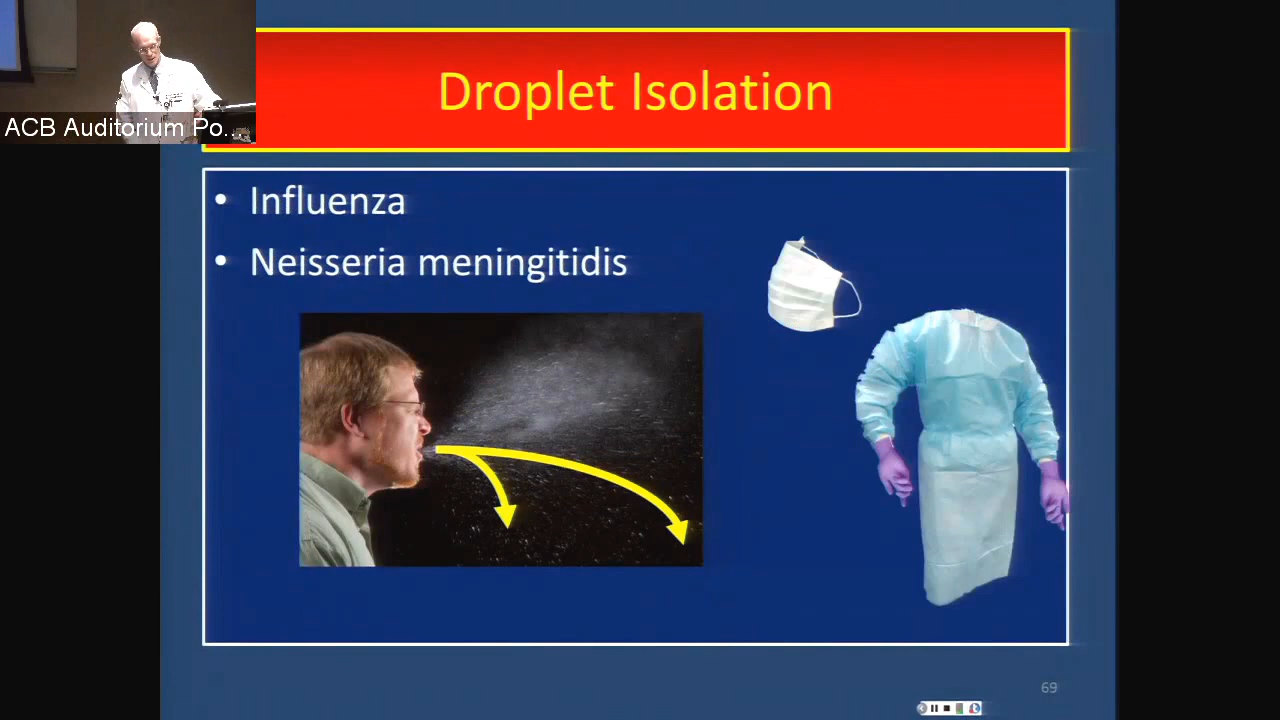 Droplet Isolation
ACB Auditorium Po...
• Influenza
• Neisseria meningitidis
69